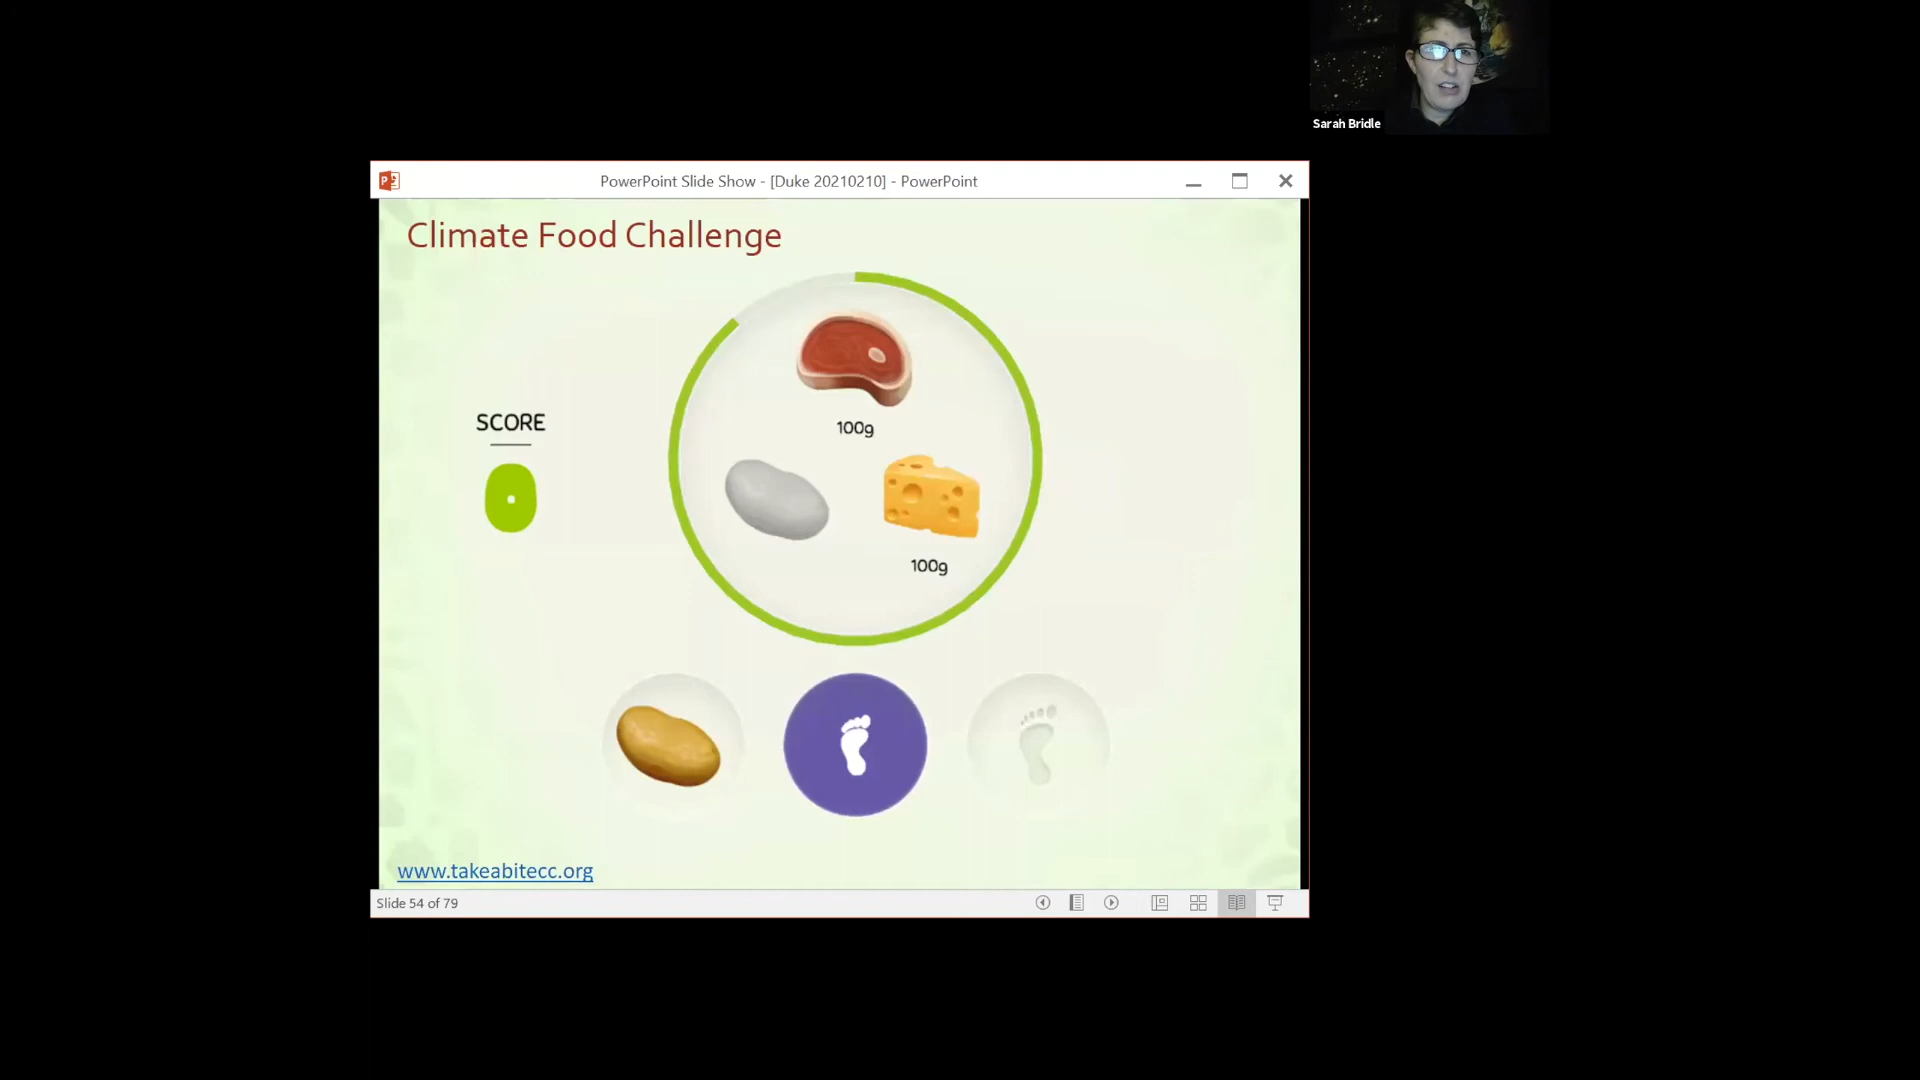 Sarah Bridle
PowerPoint Slide Show - [Duke 20210210] - PowerPoint
Climate Food Challenge
100g
SCORE
100g
www.takeabitecc.org
Slide 54 of 79